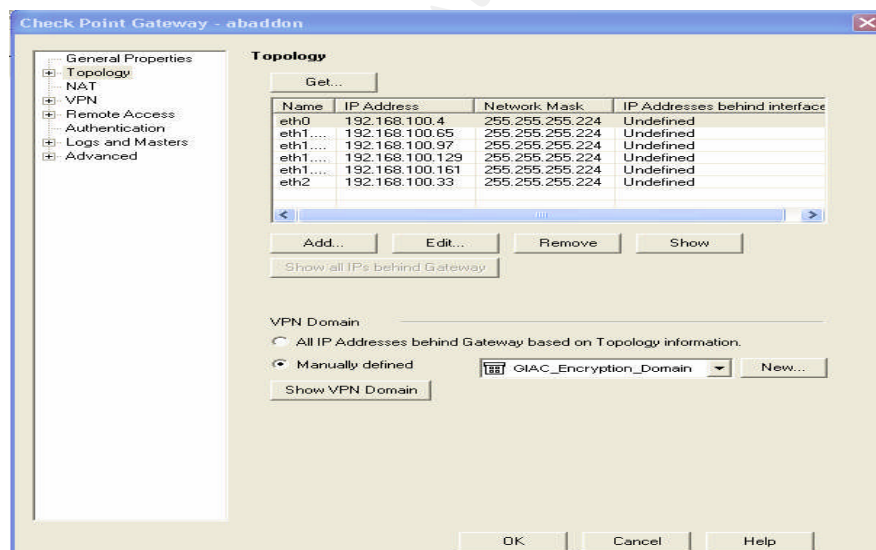 Check Point Gateway - abaddon
General Properties
Topology
NAT
VPN
Remote Access
Authentication
Logs and Masters
Advanced
Topology
Get...
Name IP Address Network Mask IP Addresses behind interface
eth0 192.168.100.4 255.255.255.224 Undefined
eth1.... 192.168.100.65 255.255.255.224 Undefined
eth1.... 192.168.100.97 255.255.255.224 Undefined
eth1.... 192.168.100.129 255.255.255.224 Undefined
eth1.... 192.168.100.161 255.255.255.224 Undefined
eth2 192.168.100.33 255.255.255.224 Undefined
Add... Edit... Remove Show
Show all IPs behind Gateway
VPN Domain
All IP Addresses behind Gateway based on Topology information.
Manually defined GIAC_Encryption_Domain New...
Show VPN Domain
OK Cancel Help